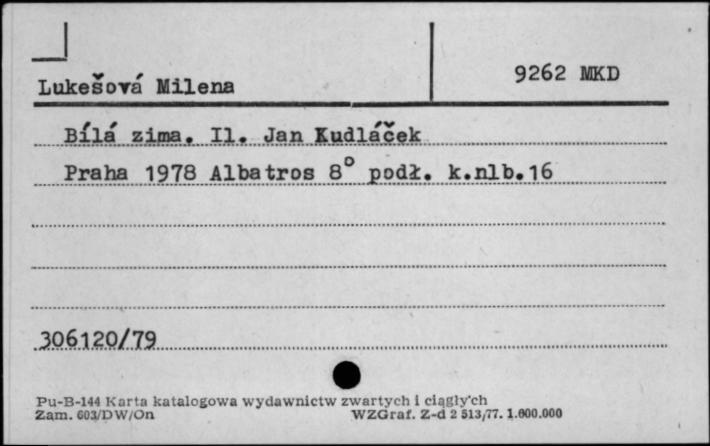 Lukešová Milena
9262 MKD
Bílá zima. Il. Jan Kudláček
Praha 1978 Albatros 8° podł. k.nlb.16
306120/79
Pu-B-144 Karta katalogowa wydawnictw zwartych i ciągłych
Zam. 603/DW/On WZGraf. Z-d 2 513/77. 1.000.000